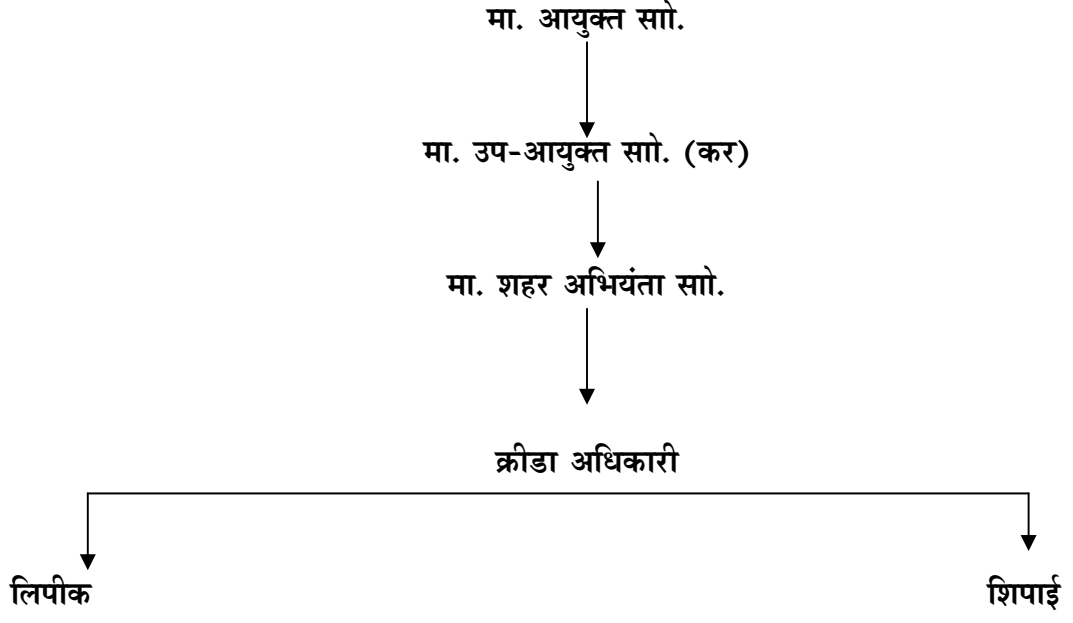 मा. आयुक्त साो.
मा. उप-आयुक्त साो. (कर)
मा. शहर अभियंता साो.
क्रीडा अधिकारी
लिपीक
शिपाई